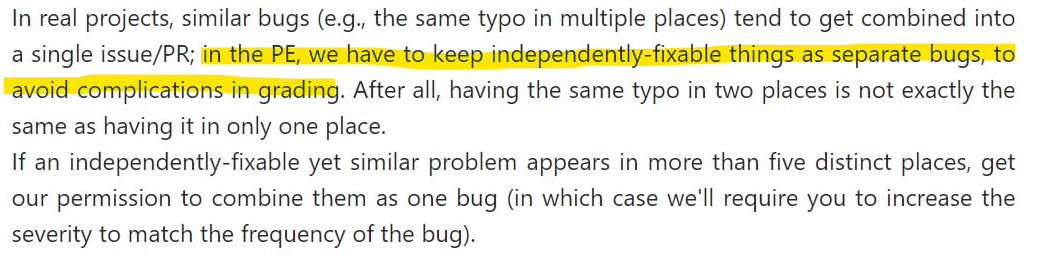 In real projects, similar bugs (e.g., the same typo in multiple places) tend to get combined into
a single issue/PR; in the PE, we have to keep independently-fixable things as separate bugs, to
avoid complications in grading. After all, having the same typo in two places is not exactly the
same as having it in only one place.
If an independently-fixable yet similar problem appears in more than five distinct places, get
our permission to combine them as one bug (in which case we'll require you to increase the
severity to match the frequency of the bug).